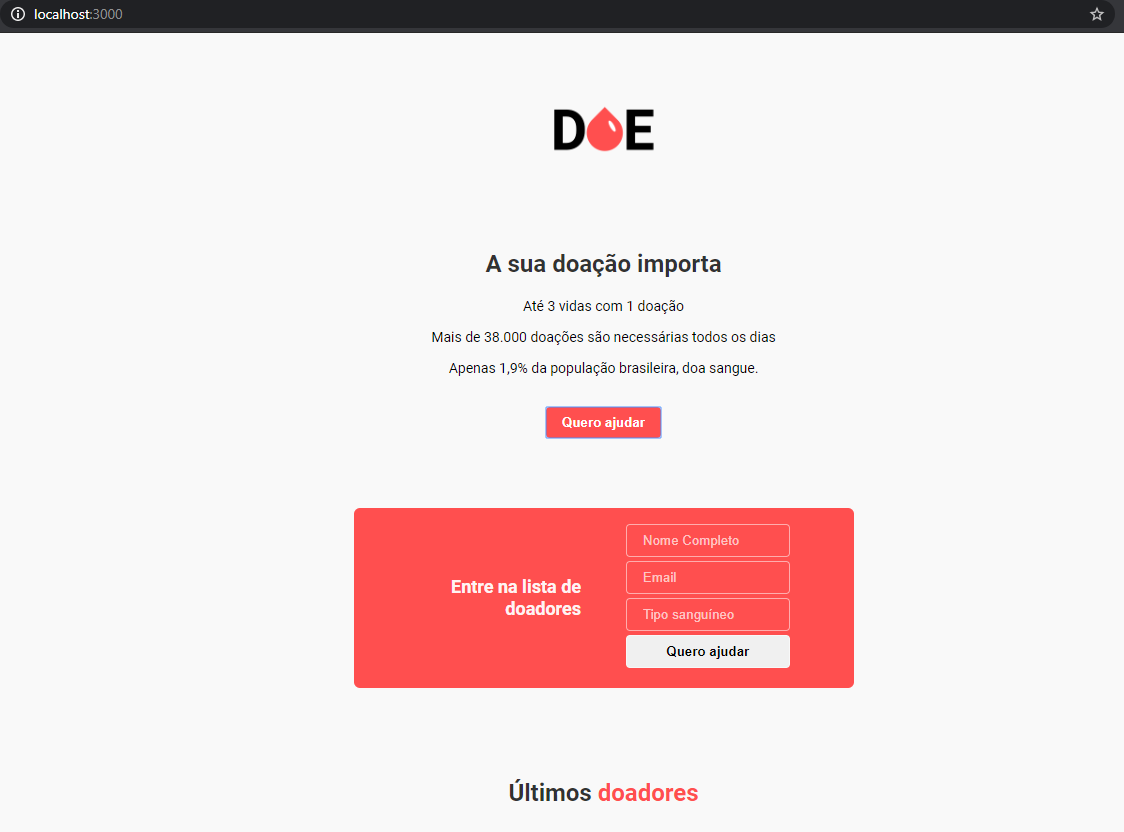 localhost:3000
DOE
A sua doação importa
Até 3 vidas com 1 doação
Mais de 38.000 doações são necessárias todos os dias
Apenas 1,9% da população brasileira, doa sangue.
Quero ajudar
Entre na lista de
doadores
Nome Completo
Email
Tipo sanguíneo
Quero ajudar
Últimos doadores